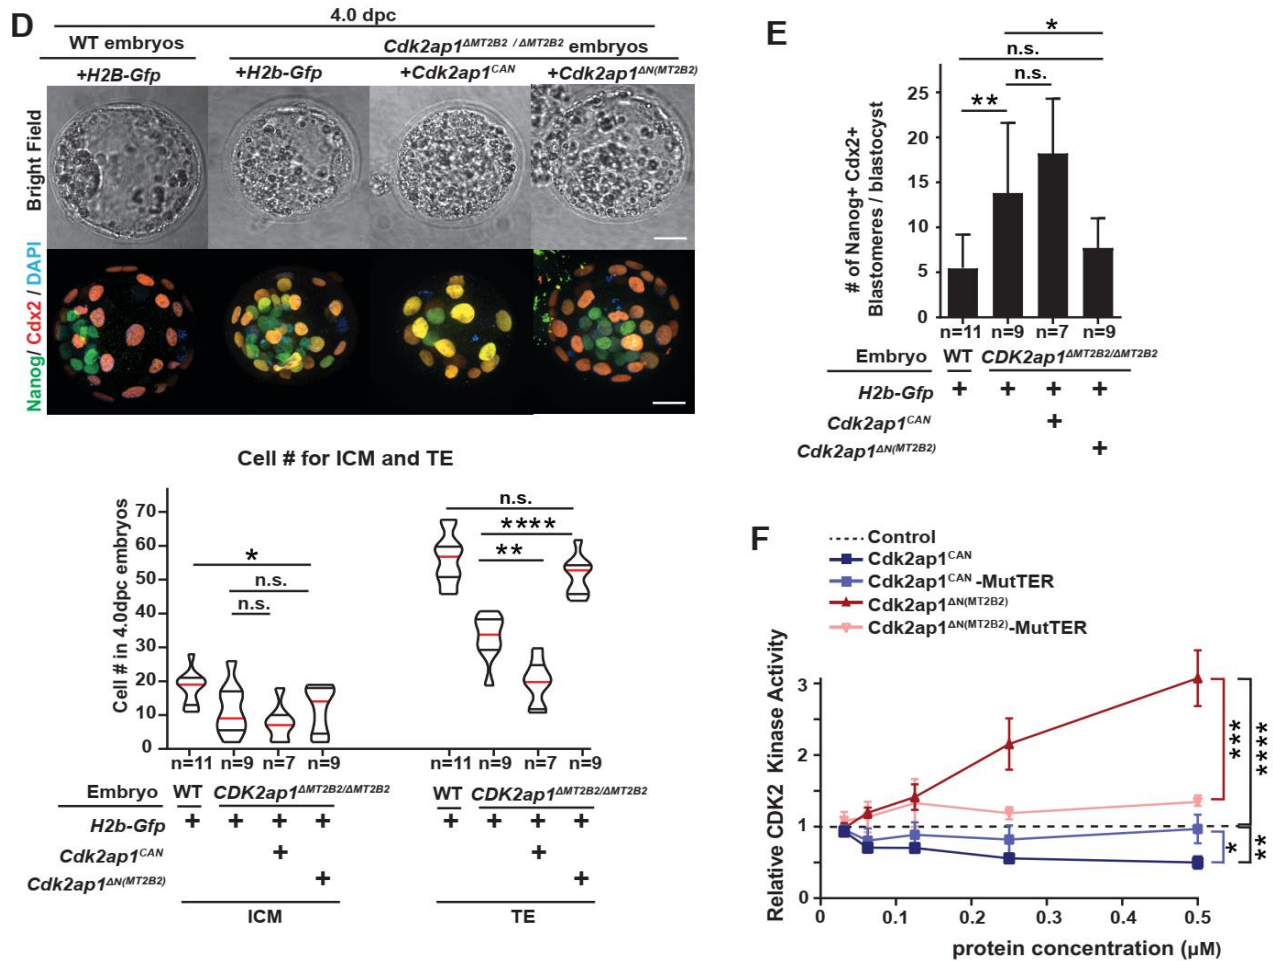 D
4.0 dpc
WT embryos
Cdk2ap1ΔMT2B2 / ΔMT2B2 embryos
+H2B-Gfp
+H2b-Gfp
+Cdk2ap1CAN
+Cdk2ap1ΔN(MT2B2)
Bright Field
Nanog/ Cdx2 / DAPI
Cell # for ICM and TE
Cell # in 4.0dpc embryos
70
60
50
40
30
20
10
0
*
n.s.
n.s.
n.s.
****
**
n=11 n=9 n=7 n=9
n=11 n=9 n=7 n=9
Embryo WT CDK2ap1ΔMT2B2/ΔMT2B2 WT CDK2ap1ΔMT2B2/ΔMT2B2
H2b-Gfp + + + + + + + +
Cdk2ap1CAN + +
Cdk2ap1ΔN(MT2B2) + +
ICM TE
E
*
n.s.
n.s.
**
# of Nanog+ Cdx2+
Blastomeres / blastocyst
25
20
15
10
5
0
n=11 n=9 n=7 n=9
Embryo WT CDK2ap1ΔMT2B2/ΔMT2B2
H2b-Gfp + + + +
Cdk2ap1CAN +
Cdk2ap1ΔN(MT2B2) +
F
Control
Cdk2ap1CAN
Cdk2ap1CAN -MutTER
Cdk2ap1ΔN(MT2B2)
Cdk2ap1ΔN(MT2B2)-MutTER
Relative CDK2 Kinase Activity
3
2
1
0
***
****
*
**
0 0.1 0.2 0.3 0.4 0.5
protein concentration (μM)